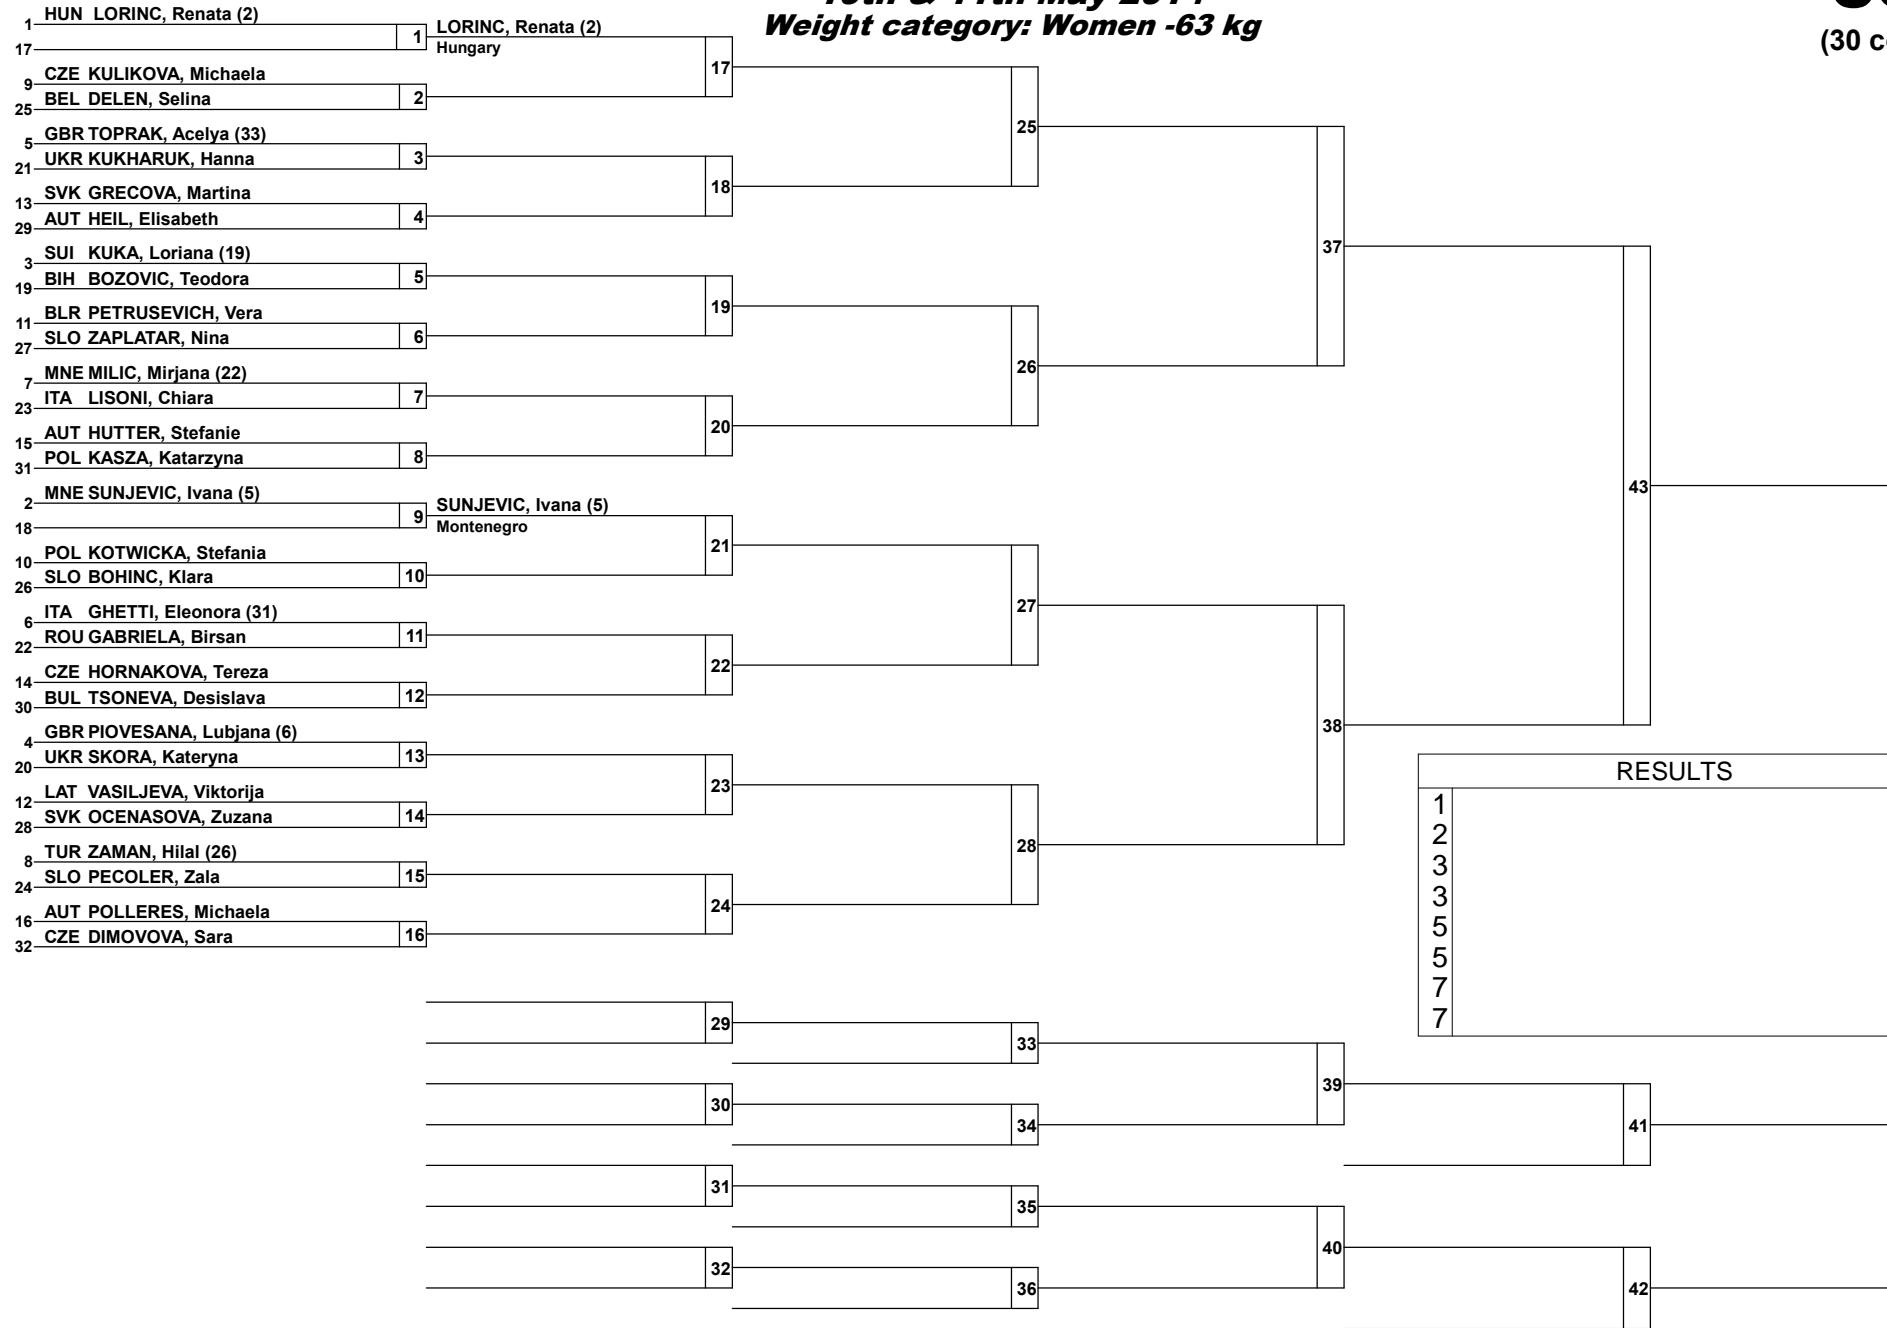 Weight category: Women -63 kg
(30 c
1 HUN LORINC, Renata (2)
17
1
LORINC, Renata (2)
Hungary
9 CZE KULIKOVA, Michaela
25 BEL DELEN, Selina
2
17
5 GBR TOPRAK, Acelya (33)
21 UKR KUKHARUK, Hanna
3
25
13 SVK GRECOVA, Martina
29 AUT HEIL, Elisabeth
4
18
3 SUI KUKA, Loriana (19)
19 BIH BOZOVIC, Teodora
5
37
11 BLR PETRUSEVICH, Vera
27 SLO ZAPLATAR, Nina
6
19
7 MNE MILIC, Mirjana (22)
23 ITA LISONI, Chiara
7
26
15 AUT HUTTER, Stefanie
31 POL KASZA, Katarzyna
8
20
2 MNE SUNJEVIC, Ivana (5)
18
9
SUNJEVIC, Ivana (5)
Montenegro
43
10 POL KOTWICKA, Stefania
26 SLO BOHINC, Klara
10
21
6 ITA GHETTI, Eleonora (31)
22 ROU GABRIELA, Birsan
11
27
14 CZE HORNAKOVA, Tereza
30 BUL TSONEVA, Desislava
12
22
4 GBR PIOVESANA, Lubjana (6)
20 UKR SKORA, Kateryna
13
38
12 LAT VASILJEVA, Viktorija
28 SVK OCENASOVA, Zuzana
14
23
8 TUR ZAMAN, Hilal (26)
24 SLO PECOLER, Zala
15
28
16 AUT POLLERES, Michaela
32 CZE DIMOVOVA, Sara
16
24
RESULTS
1
2
3
3
5
5
7
7
29
33
39
30
34
41
31
35
40
32
36
42